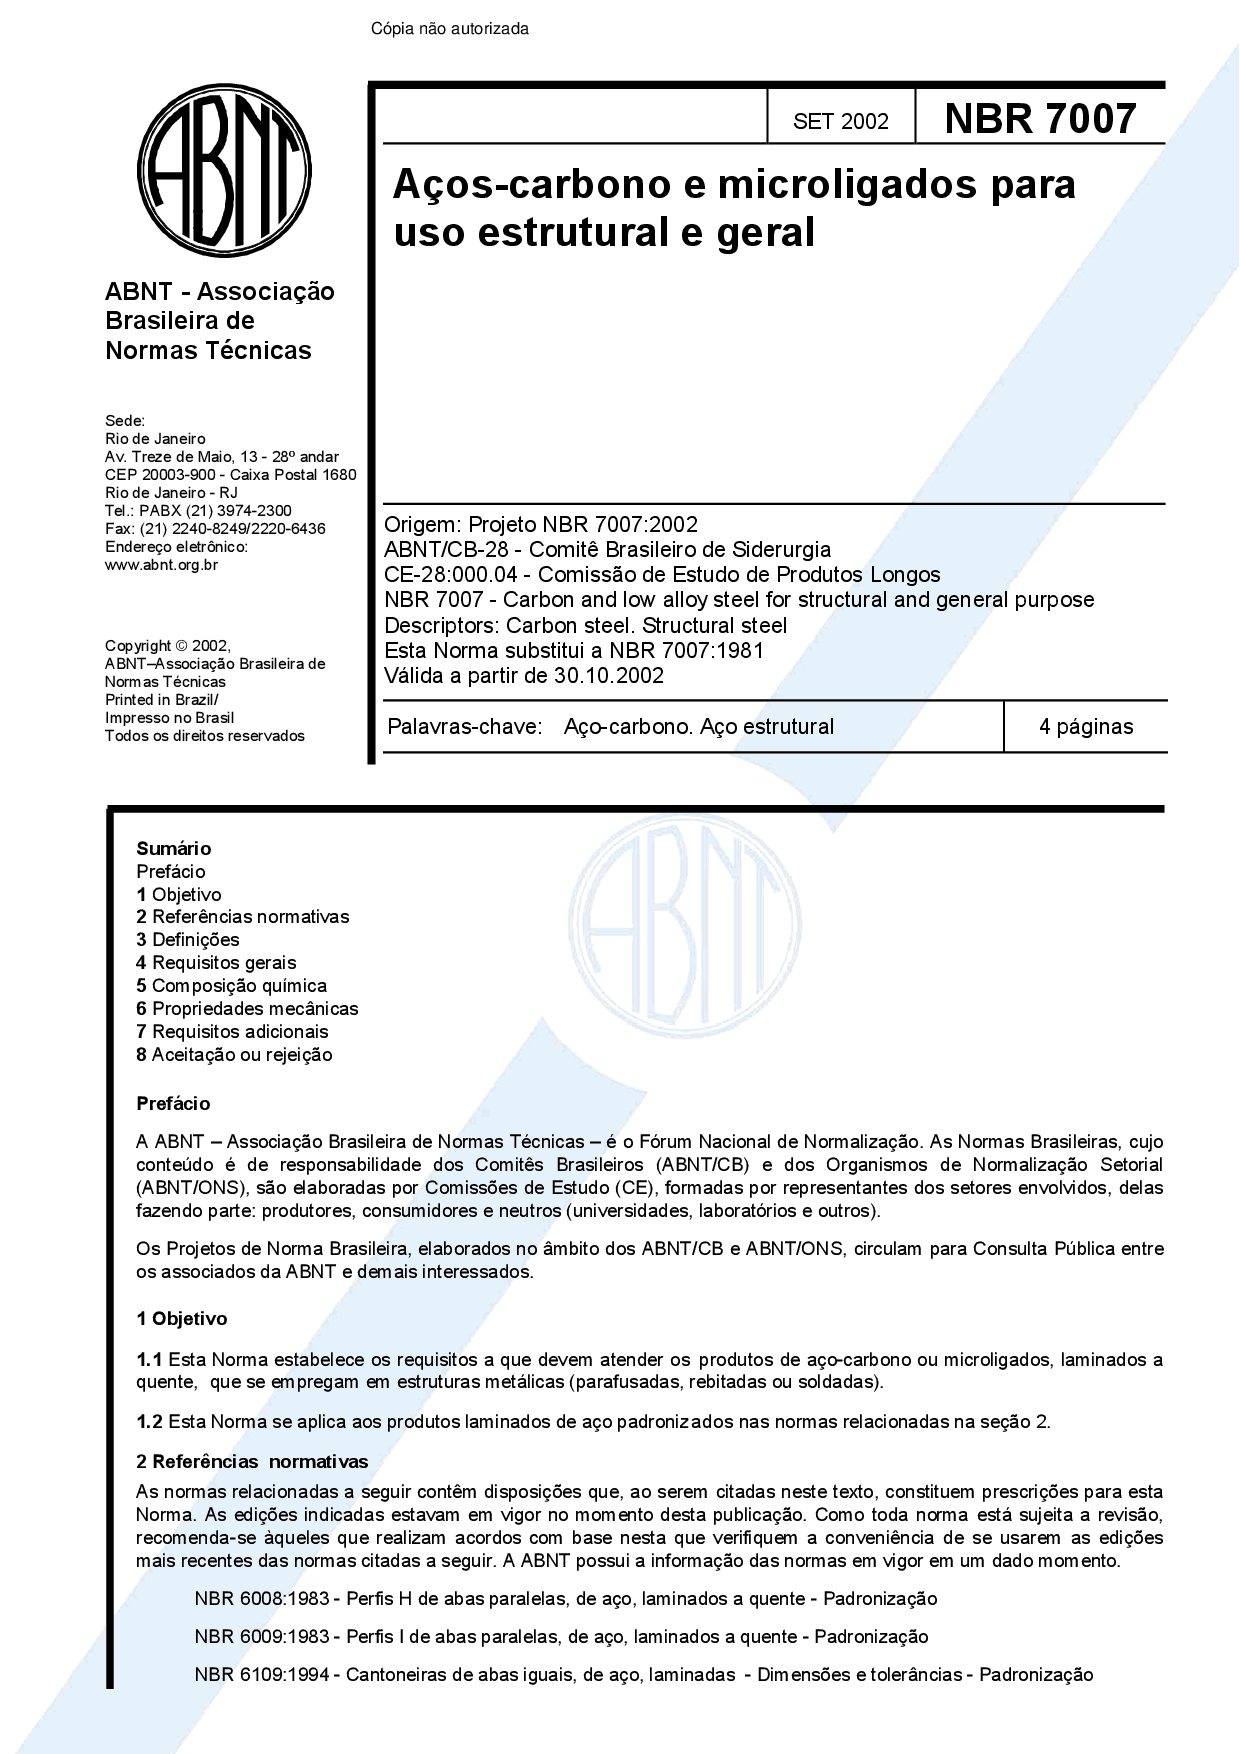 Cópia não autorizada
ABNT
SET 2002
NBR 7007
Aços-carbono e microligados para
uso estrutural e geral
ABNT - Associação
Brasileira de
Normas Técnicas
Sede:
Rio de Janeiro
Av. Treze de Maio, 13 - 28º andar
CEP 20003-900 - Caixa Postal 1680
Rio de Janeiro - RJ
Tel.: PABX (21) 3974-2300
Fax: (21) 2240-8249/2220-6436
Endereço eletrônico:
www.abnt.org.br
Copyright © 2002,
ABNT–Associação Brasileira de
Normas Técnicas
Printed in Brazil/
Impresso no Brasil
Todos os direitos reservados
Origem: Projeto NBR 7007:2002
ABNT/CB-28 - Comitê Brasileiro de Siderurgia
CE-28:000.04 - Comissão de Estudo de Produtos Longos
NBR 7007 - Carbon and low alloy steel for structural and general purpose
Descriptors: Carbon steel. Structural steel
Esta Norma substitui a NBR 7007:1981
Válida a partir de 30.10.2002
Palavras-chave: Aço-carbono. Aço estrutural
4 páginas
ABNT
Sumário
Prefácio
1 Objetivo
2 Referências normativas
3 Definições
4 Requisitos gerais
5 Composição química
6 Propriedades mecânicas
7 Requisitos adicionais
8 Aceitação ou rejeição
Prefácio
A ABNT – Associação Brasileira de Normas Técnicas – é o Fórum Nacional de Normalização. As Normas Brasileiras, cujo
conteúdo é de responsabilidade dos Comitês Brasileiros (ABNT/CB) e dos Organismos de Normalização Setorial
(ABNT/ONS), são elaboradas por Comissões de Estudo (CE), formadas por representantes dos setores envolvidos, delas
fazendo parte: produtores, consumidores e neutros (universidades, laboratórios e outros).
Os Projetos de Norma Brasileira, elaborados no âmbito dos ABNT/CB e ABNT/ONS, circulam para Consulta Pública entre
os associados da ABNT e demais interessados.
1 Objetivo
1.1 Esta Norma estabelece os requisitos a que devem atender os produtos de aço-carbono ou microligados, laminados a
quente, que se empregam em estruturas metálicas (parafusadas, rebitadas ou soldadas).
1.2 Esta Norma se aplica aos produtos laminados de aço padronizados nas normas relacionadas na seção 2.
2 Referências normativas
As normas relacionadas a seguir contêm disposições que, ao serem citadas neste texto, constituem prescrições para esta
Norma. As edições indicadas estavam em vigor no momento desta publicação. Como toda norma está sujeita a revisão,
recomenda-se àqueles que realizam acordos com base nesta que verifiquem a conveniência de se usarem as edições
mais recentes das normas citadas a seguir. A ABNT possui a informação das normas em vigor em um dado momento.
NBR 6008:1983 - Perfis H de abas paralelas, de aço, laminados a quente - Padronização
NBR 6009:1983 - Perfis I de abas paralelas, de aço, laminados a quente - Padronização
NBR 6109:1994 - Cantoneiras de abas iguais, de aço, laminadas - Dimensões e tolerâncias - Padronização